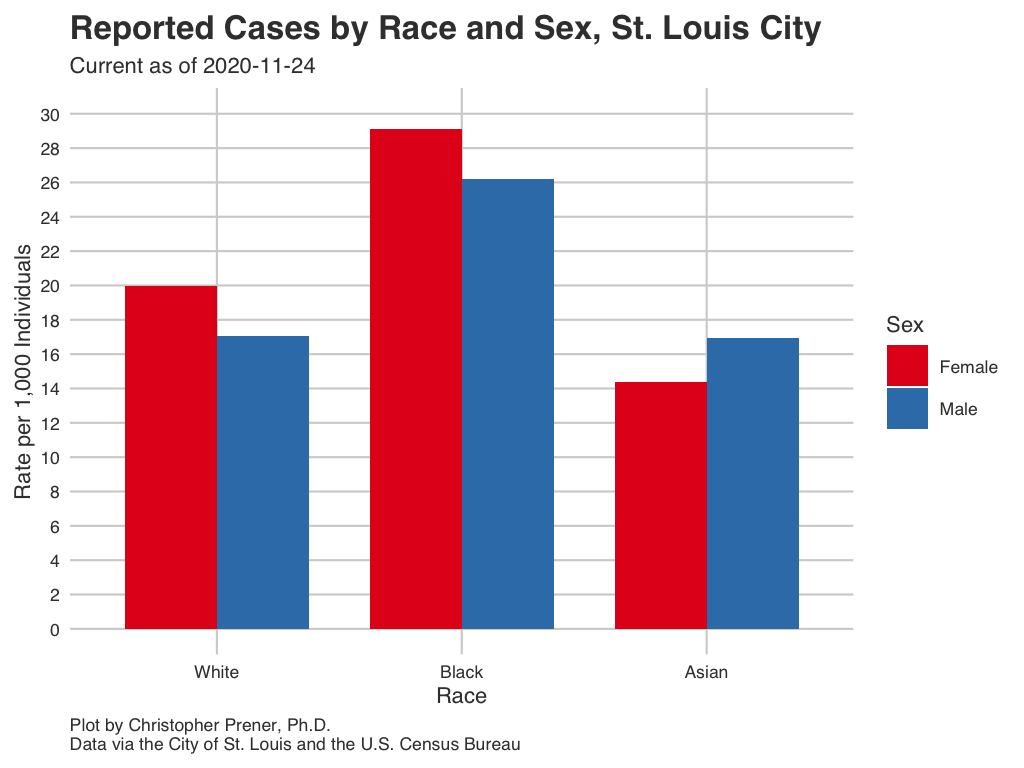 Reported Cases by Race and Sex, St. Louis City
Current as of 2020-11-24
Rate per 1,000 Individuals
30
28
26
24
22
20
18
16
14
12
10
8
6
4
2
0
White
Black
Asian
Race
Sex
Female
Male
Plot by Christopher Prener, Ph.D.
Data via the City of St. Louis and the U.S. Census Bureau